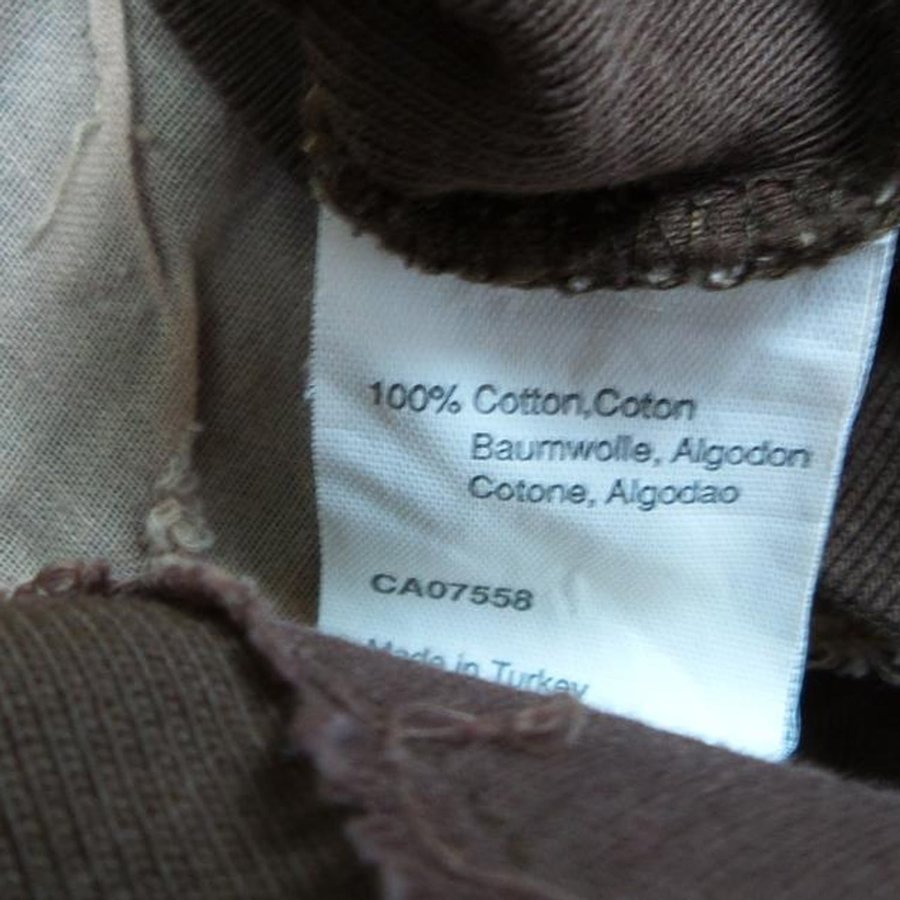 100% Cotton,Coton
Baumwolle, Algodon
Cotone, Algodao
CA07558
Made in Turkey